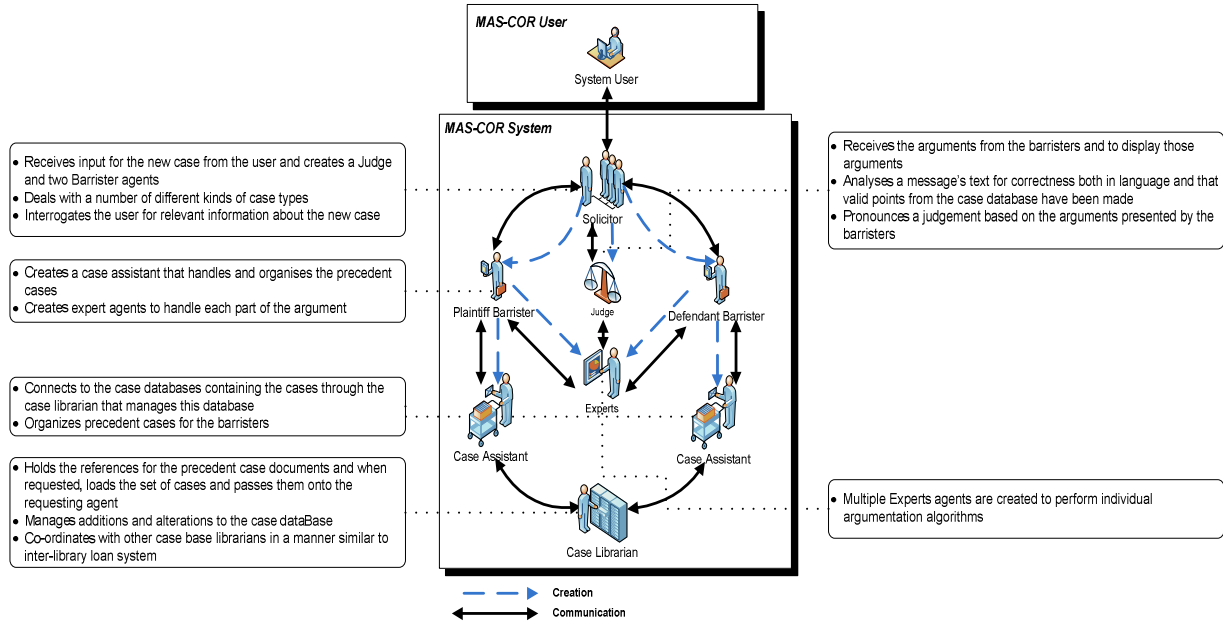 MAS-COR User
System User
MAS-COR System
Solicitor
Judge
Plaintiff Barrister
Defendant Barrister
Experts
Case Assistant
Case Assistant
Case Librarian
• Receives input for the new case from the user and creates a Judge
and two Barrister agents
• Deals with a number of different kinds of case types
• Interrogates the user for relevant information about the new case
• Creates a case assistant that handles and organises the precedent
cases
• Creates expert agents to handle each part of the argument
• Connects to the case databases containing the cases through the
case librarian that manages this database
• Organizes precedent cases for the barristers
• Holds the references for the precedent case documents and when
requested, loads the set of cases and passes them onto the
requesting agent
• Manages additions and alterations to the case dataBase
• Co-ordinates with other case base librarians in a manner similar to
inter-library loan system
• Receives the arguments from the barristers and to display those
arguments
• Analyses a message's text for correctness both in language and that
valid points from the case database have been made
• Pronounces a judgement based on the arguments presented by the
barristers
• Multiple Experts agents are created to perform individual
argumentation algorithms
Creation
Communication